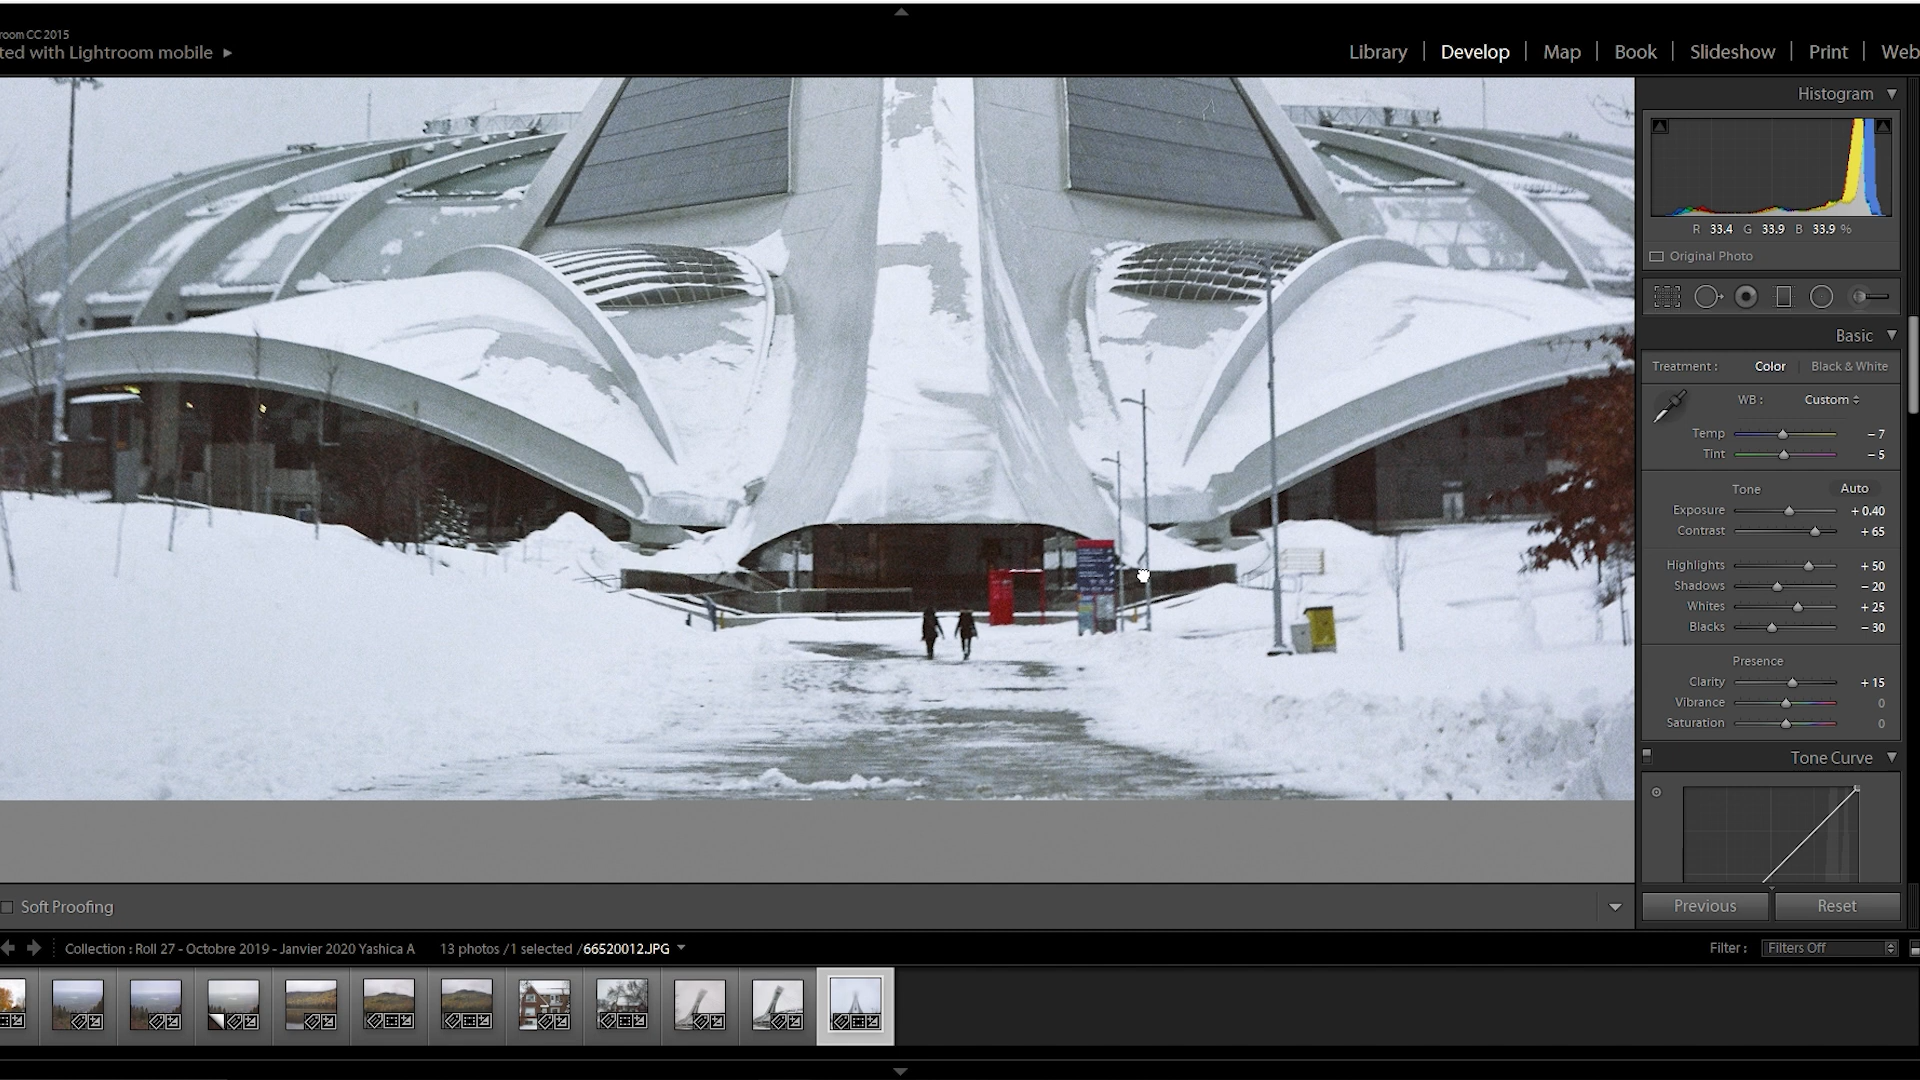 room CC 2015
ted with Lightroom mobile ▸
Library | Develop | Map | Book | Slideshow | Print | Web
Histogram
R 33.4 G 33.9 B 33.9 %
Original Photo
Basic
Treatment : Color | Black & White
WB : Custom
Temp - 7
Tint - 5
Tone Auto
Exposure + 0.40
Contrast + 65
Highlights + 50
Shadows - 20
Whites + 25
Blacks - 30
Presence
Clarity + 15
Vibrance 0
Saturation 0
Tone Curve
Previous Reset
Soft Proofing
Collection : Roll 27 - Octobre 2019 - Janvier 2020 Yashica A 13 photos / 1 selected / 66520012.JPG
Filter : Filters Off